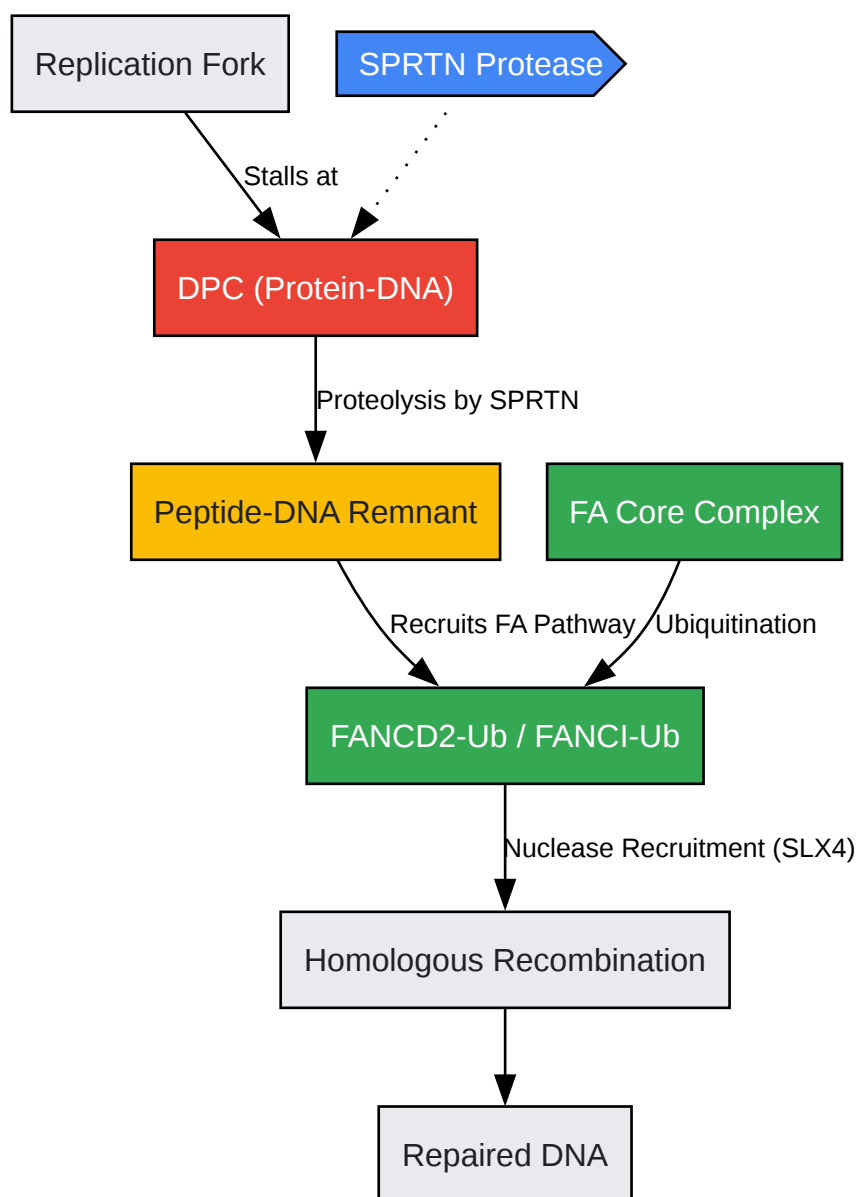 Replication Fork
SPRTN Protease
Stalls at
DPC (Protein-DNA)
Proteolysis by SPRTN
Peptide-DNA Remnant
FA Core Complex
Recruits FA Pathway
Ubiquitination
FANCD2-Ub / FANCI-Ub
Nuclease Recruitment (SLX4)
Homologous Recombination
Repaired DNA